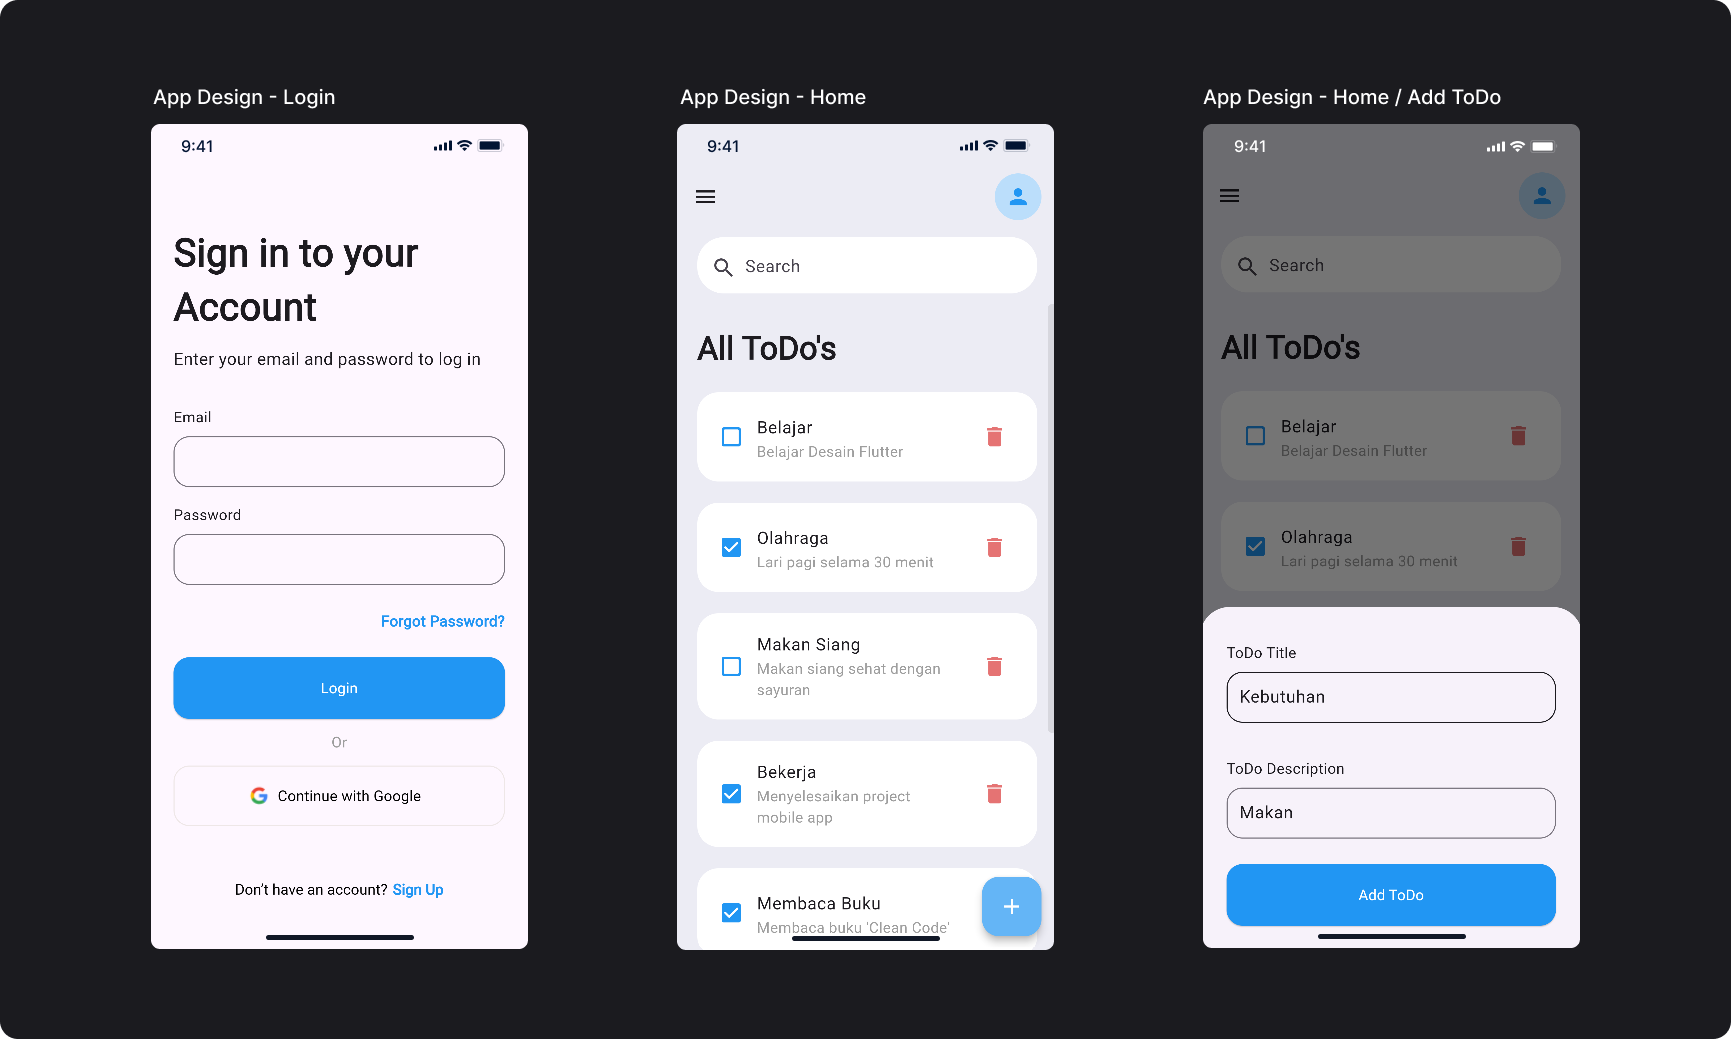 App Design - Login
9:41
Sign in to your
Account
Enter your email and password to log in
Email
Password
Forgot Password?
Login
Or
Continue with Google
Don't have an account? Sign Up
App Design - Home
9:41
Search
All ToDo's
Belajar
Belajar Desain Flutter
Olahraga
Lari pagi selama 30 menit
Makan Siang
Makan siang sehat dengan
sayuran
Bekerja
Menyelesaikan project
mobile app
Membaca Buku
Membaca buku 'Clean Code'
App Design - Home / Add ToDo
9:41
Search
All ToDo's
Belajar
Belajar Desain Flutter
Olahraga
Lari pagi selama 30 menit
ToDo Title
Kebutuhan
ToDo Description
Makan
Add ToDo